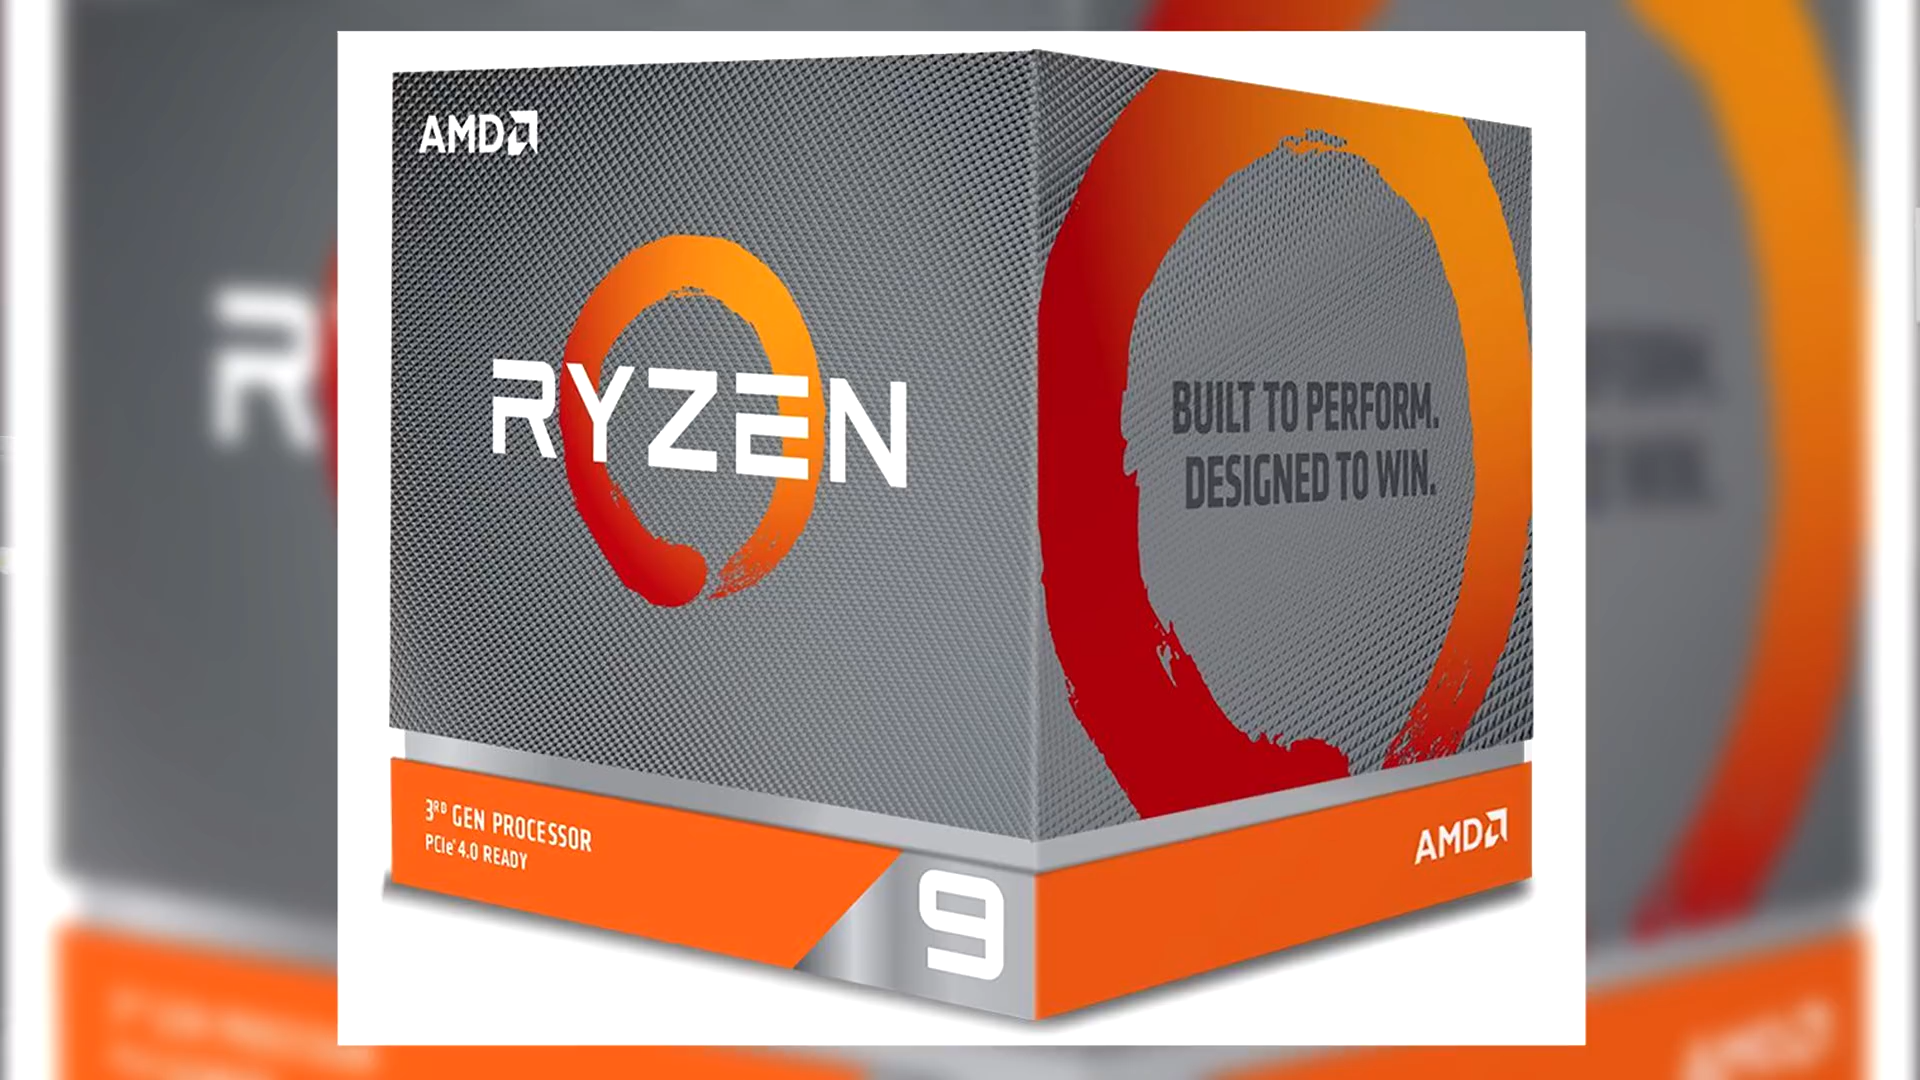 AMD
RYZEN
BUILT TO PERFORM.
DESIGNED TO WIN.
3RD GEN PROCESSOR
PCIe® 4.0 READY
9
AMD